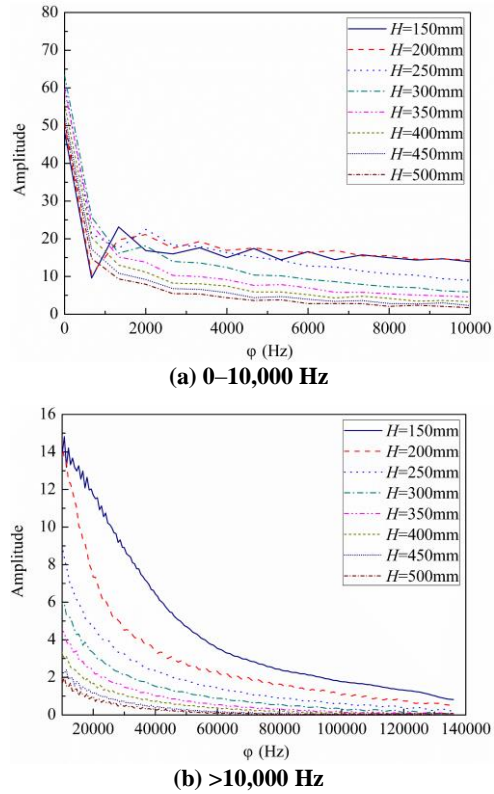 80
70
60
50
40
30
20
10
0
Amplitude
H=150mm
H=200mm
H=250mm
H=300mm
H=350mm
H=400mm
H=450mm
H=500mm
0 2000 4000 6000 8000 10000
φ (Hz)
(a) 0–10,000 Hz
16
14
12
10
8
6
4
2
0
Amplitude
H=150mm
H=200mm
H=250mm
H=300mm
H=350mm
H=400mm
H=450mm
H=500mm
20000 40000 60000 80000 100000 120000 140000
φ (Hz)
(b) >10,000 Hz